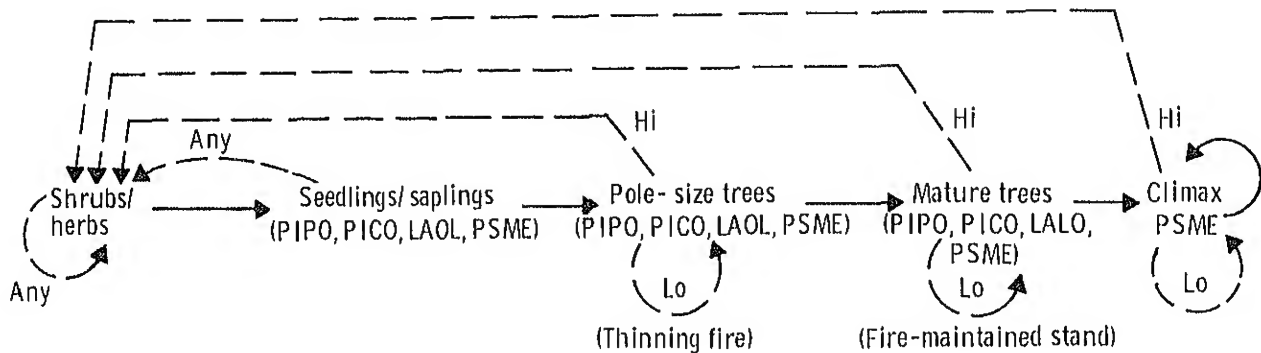 Hi
Hi
Hi
Any
Shrubs/
herbs
Any
Seedlings/saplings
(PIPO, PICO, LAOL, PSME)
Pole-size trees
(PIPO, PICO, LAOL, PSME)
Lo
(Thinning fire)
Mature trees
(PIPO, PICO, LALO,
PSME)
Lo
(Fire-maintained stand)
Climax
PSME
Lo